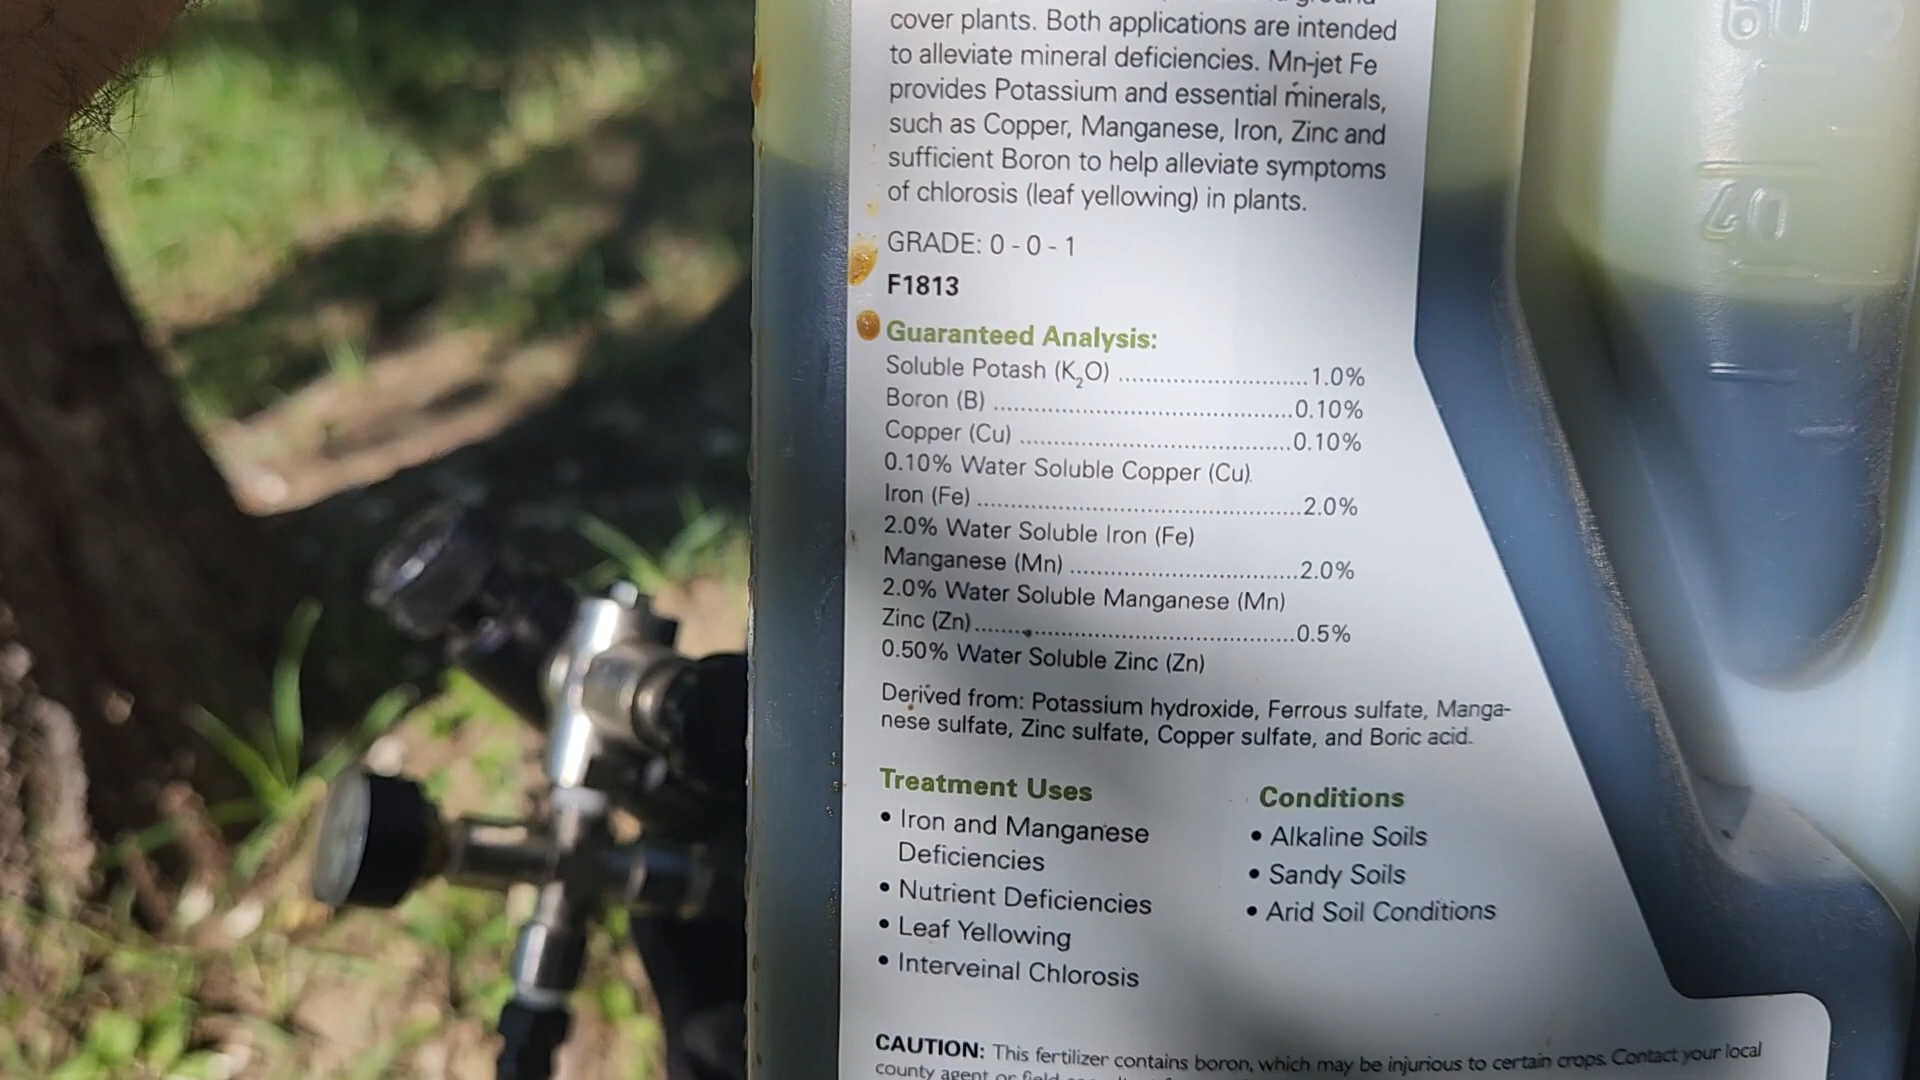 ground
cover plants. Both applications are intended
to alleviate mineral deficiencies. Mn-jet Fe
provides Potassium and essential minerals,
such as Copper, Manganese, Iron, Zinc and
sufficient Boron to help alleviate symptoms
of chlorosis (leaf yellowing) in plants.
GRADE: 0 - 0 - 1
F1813
Guaranteed Analysis:
Soluble Potash (K₂O) ............................1.0%
Boron (B) .............................................0.10%
Copper (Cu) .........................................0.10%
0.10% Water Soluble Copper (Cu).
Iron (Fe) .................................................2.0%
2.0% Water Soluble Iron (Fe)
Manganese (Mn) ..................................2.0%
2.0% Water Soluble Manganese (Mn)
Zinc (Zn)................................................0.5%
0.50% Water Soluble Zinc (Zn)
Derived from: Potassium hydroxide, Ferrous sulfate, Manga-
nese sulfate, Zinc sulfate, Copper sulfate, and Boric acid.
Treatment Uses
• Iron and Manganese
Deficiencies
• Nutrient Deficiencies
• Leaf Yellowing
• Interveinal Chlorosis
Conditions
• Alkaline Soils
• Sandy Soils
• Arid Soil Conditions
CAUTION: This fertilizer contains boron, which may be injurious to certain crops. Contact your local
county agent or field
60
40